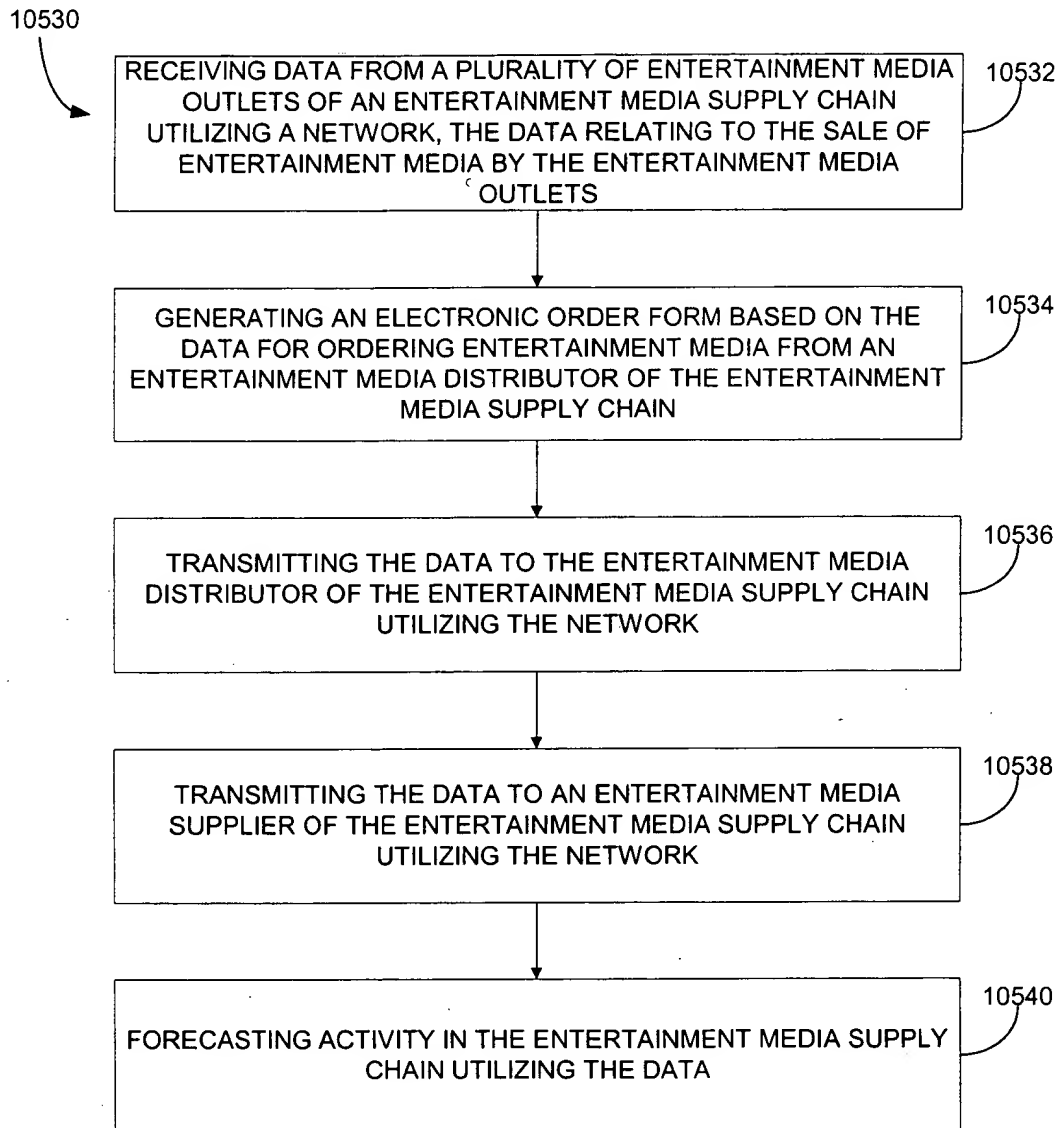 10530
RECEIVING DATA FROM A PLURALITY OF ENTERTAINMENT MEDIA
OUTLETS OF AN ENTERTAINMENT MEDIA SUPPLY CHAIN
UTILIZING A NETWORK, THE DATA RELATING TO THE SALE OF
ENTERTAINMENT MEDIA BY THE ENTERTAINMENT MEDIA
OUTLETS
10532
GENERATING AN ELECTRONIC ORDER FORM BASED ON THE
DATA FOR ORDERING ENTERTAINMENT MEDIA FROM AN
ENTERTAINMENT MEDIA DISTRIBUTOR OF THE ENTERTAINMENT
MEDIA SUPPLY CHAIN
10534
TRANSMITTING THE DATA TO THE ENTERTAINMENT MEDIA
DISTRIBUTOR OF THE ENTERTAINMENT MEDIA SUPPLY CHAIN
UTILIZING THE NETWORK
10536
TRANSMITTING THE DATA TO AN ENTERTAINMENT MEDIA
SUPPLIER OF THE ENTERTAINMENT MEDIA SUPPLY CHAIN
UTILIZING THE NETWORK
10538
FORECASTING ACTIVITY IN THE ENTERTAINMENT MEDIA SUPPLY
CHAIN UTILIZING THE DATA
10540